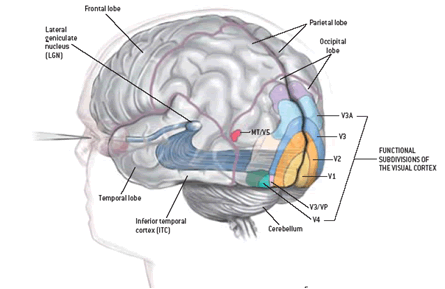 Frontal lobe
Parietal lobe
Lateral
geniculate
nucleus
(LGN)
Occipital
lobe
V3A
MT/V5
V3
V2
FUNCTIONAL
SUBDIVISIONS
OF THE VISUAL CORTEX
V1
Temporal lobe
V3/VP
V4
Inferior temporal
cortex (ITC)
Cerebellum